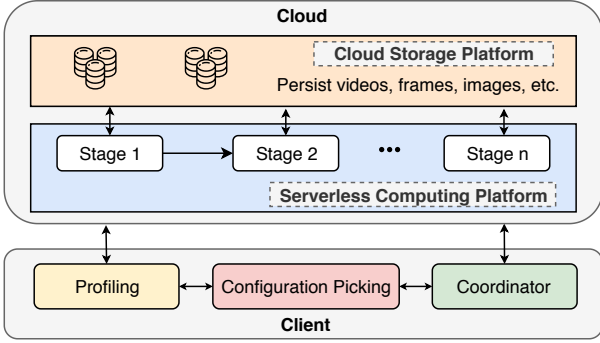 Cloud
Cloud Storage Platform
Persist videos, frames, images, etc.
Stage 1
Stage 2
•••
Stage n
Serverless Computing Platform
Profiling
Configuration Picking
Coordinator
Client